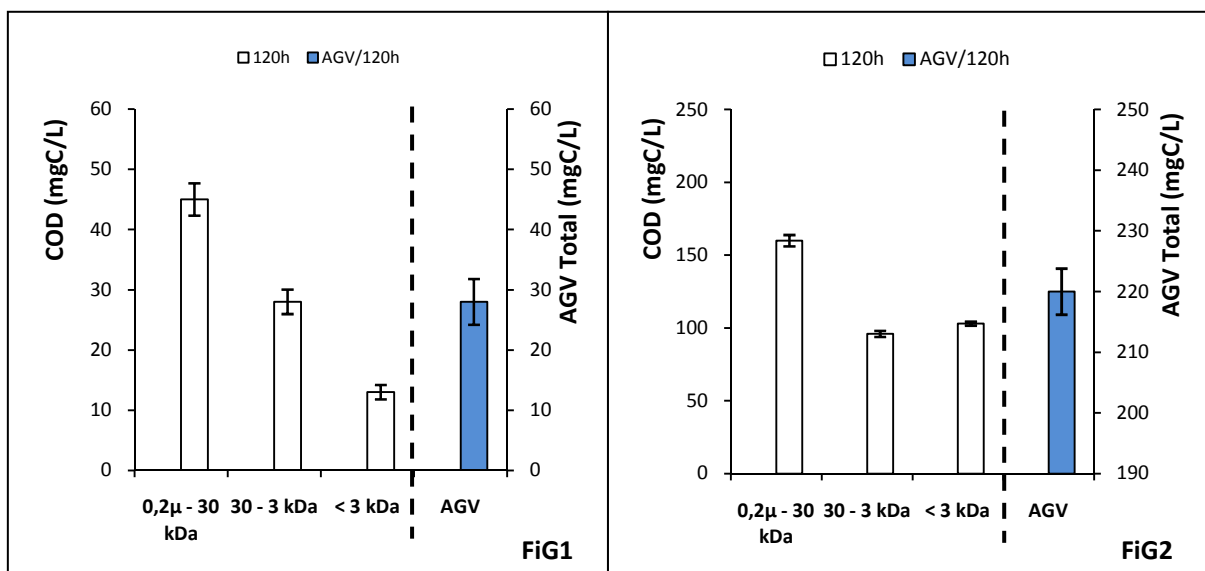 120h AGV/120h
COD (mgC/L)
60
50
40
30
20
10
0
60
50
40
30
20
10
0
AGV Total (mgC/L)
0,2µ - 30 30 - 3 kDa < 3 kDa AGV
kDa
FiG1
120h AGV/120h
COD (mgC/L)
250
200
150
100
50
0
250
240
230
220
210
200
190
AGV Total (mgC/L)
0,2µ - 30 30 - 3 kDa < 3 kDa AGV
kDa
FiG2